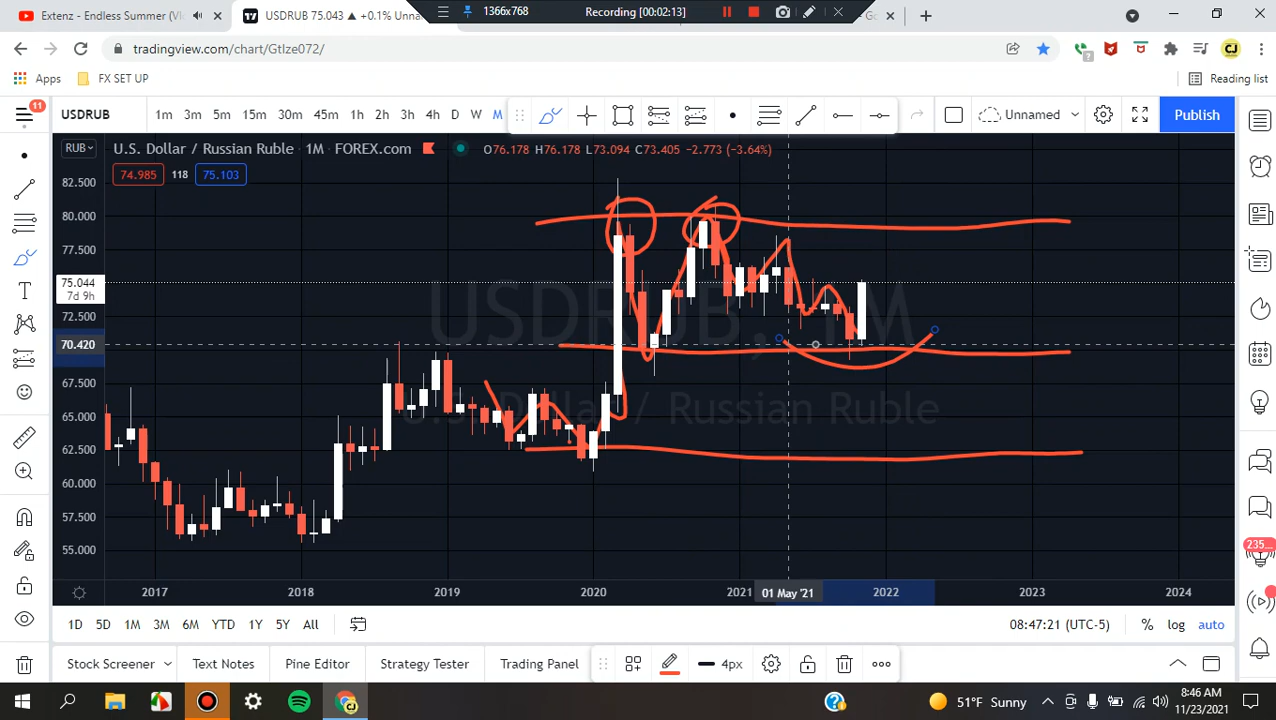 Extenz - Endless Summer (Vi
USDRUB 75.043 ▲ +0.1% Unna
1366x768
Recording [00:02:13]
tradingview.com/chart/GtIze072/
Apps
FX SET UP
Reading list
11
USDRUB
1m 3m 5m 15m 30m 45m 1h 2h 3h 4h D W M
Unnamed
Publish
RUB
U.S. Dollar / Russian Ruble · 1M · FOREX.com
O76.178 H76.178 L73.094 C73.405 −2.773 (−3.64%)
74.985 118 75.103
82.500
80.000
77.500
75.044
7d 9h
72.500
70.420
67.500
65.000
62.500
60.000
57.500
55.000
USDRUB, 1M
U.S. Dollar / Russian Ruble
235...
2017 2018 2019 2020 2021 01 May '21 2022 2023 2024
1D 5D 1M 3M 6M YTD 1Y 5Y All
08:47:21 (UTC-5)
% log auto
Stock Screener
Text Notes
Pine Editor
Strategy Tester
Trading Panel
4px
51°F Sunny
8:46 AM
11/23/2021